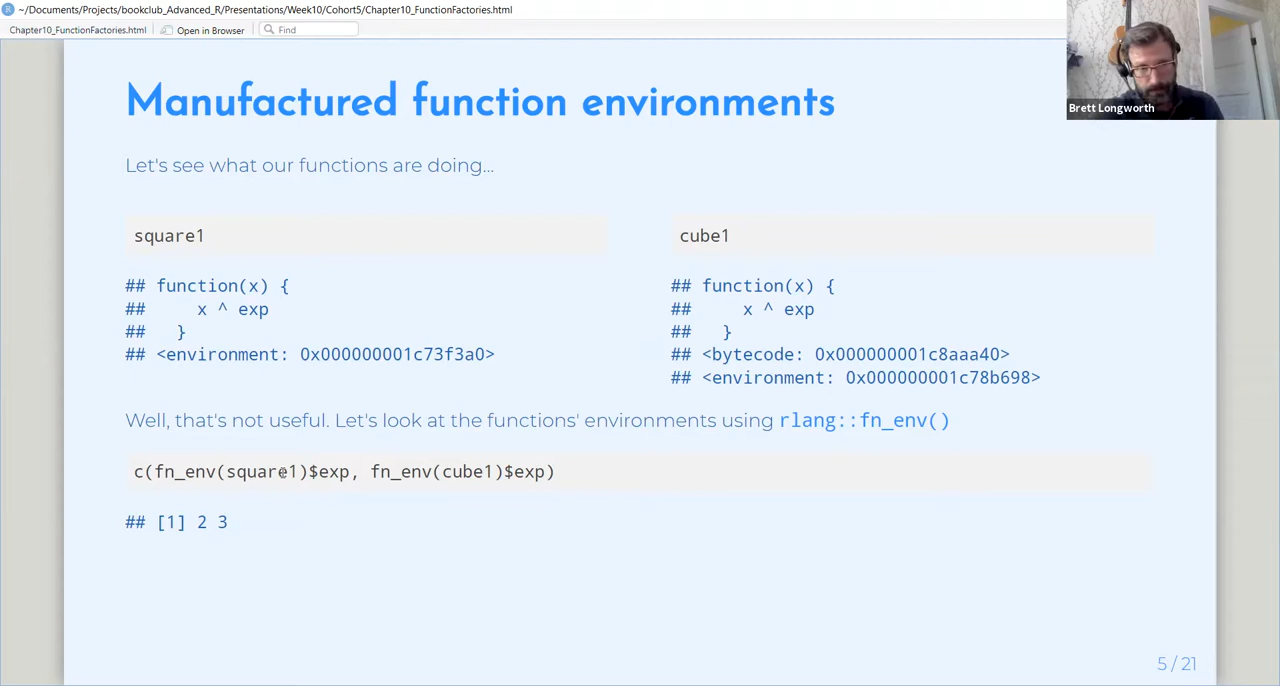 ~/Documents/Projects/bookclub_Advanced_R/Presentations/Week10/Cohort5/Chapter10_FunctionFactories.html
Chapter10_FunctionFactories.html Open in Browser Find
Brett Longworth
Manufactured function environments
Let's see what our functions are doing...
square1
## function(x) {
##     x ^ exp
##   }
## <environment: 0x000000001c73f3a0>
cube1
## function(x) {
##     x ^ exp
##   }
## <bytecode: 0x000000001c8aaa40>
## <environment: 0x000000001c78b698>
Well, that's not useful. Let's look at the functions' environments using rlang::fn_env()
c(fn_env(square1)$exp, fn_env(cube1)$exp)
## [1] 2 3
5 / 21